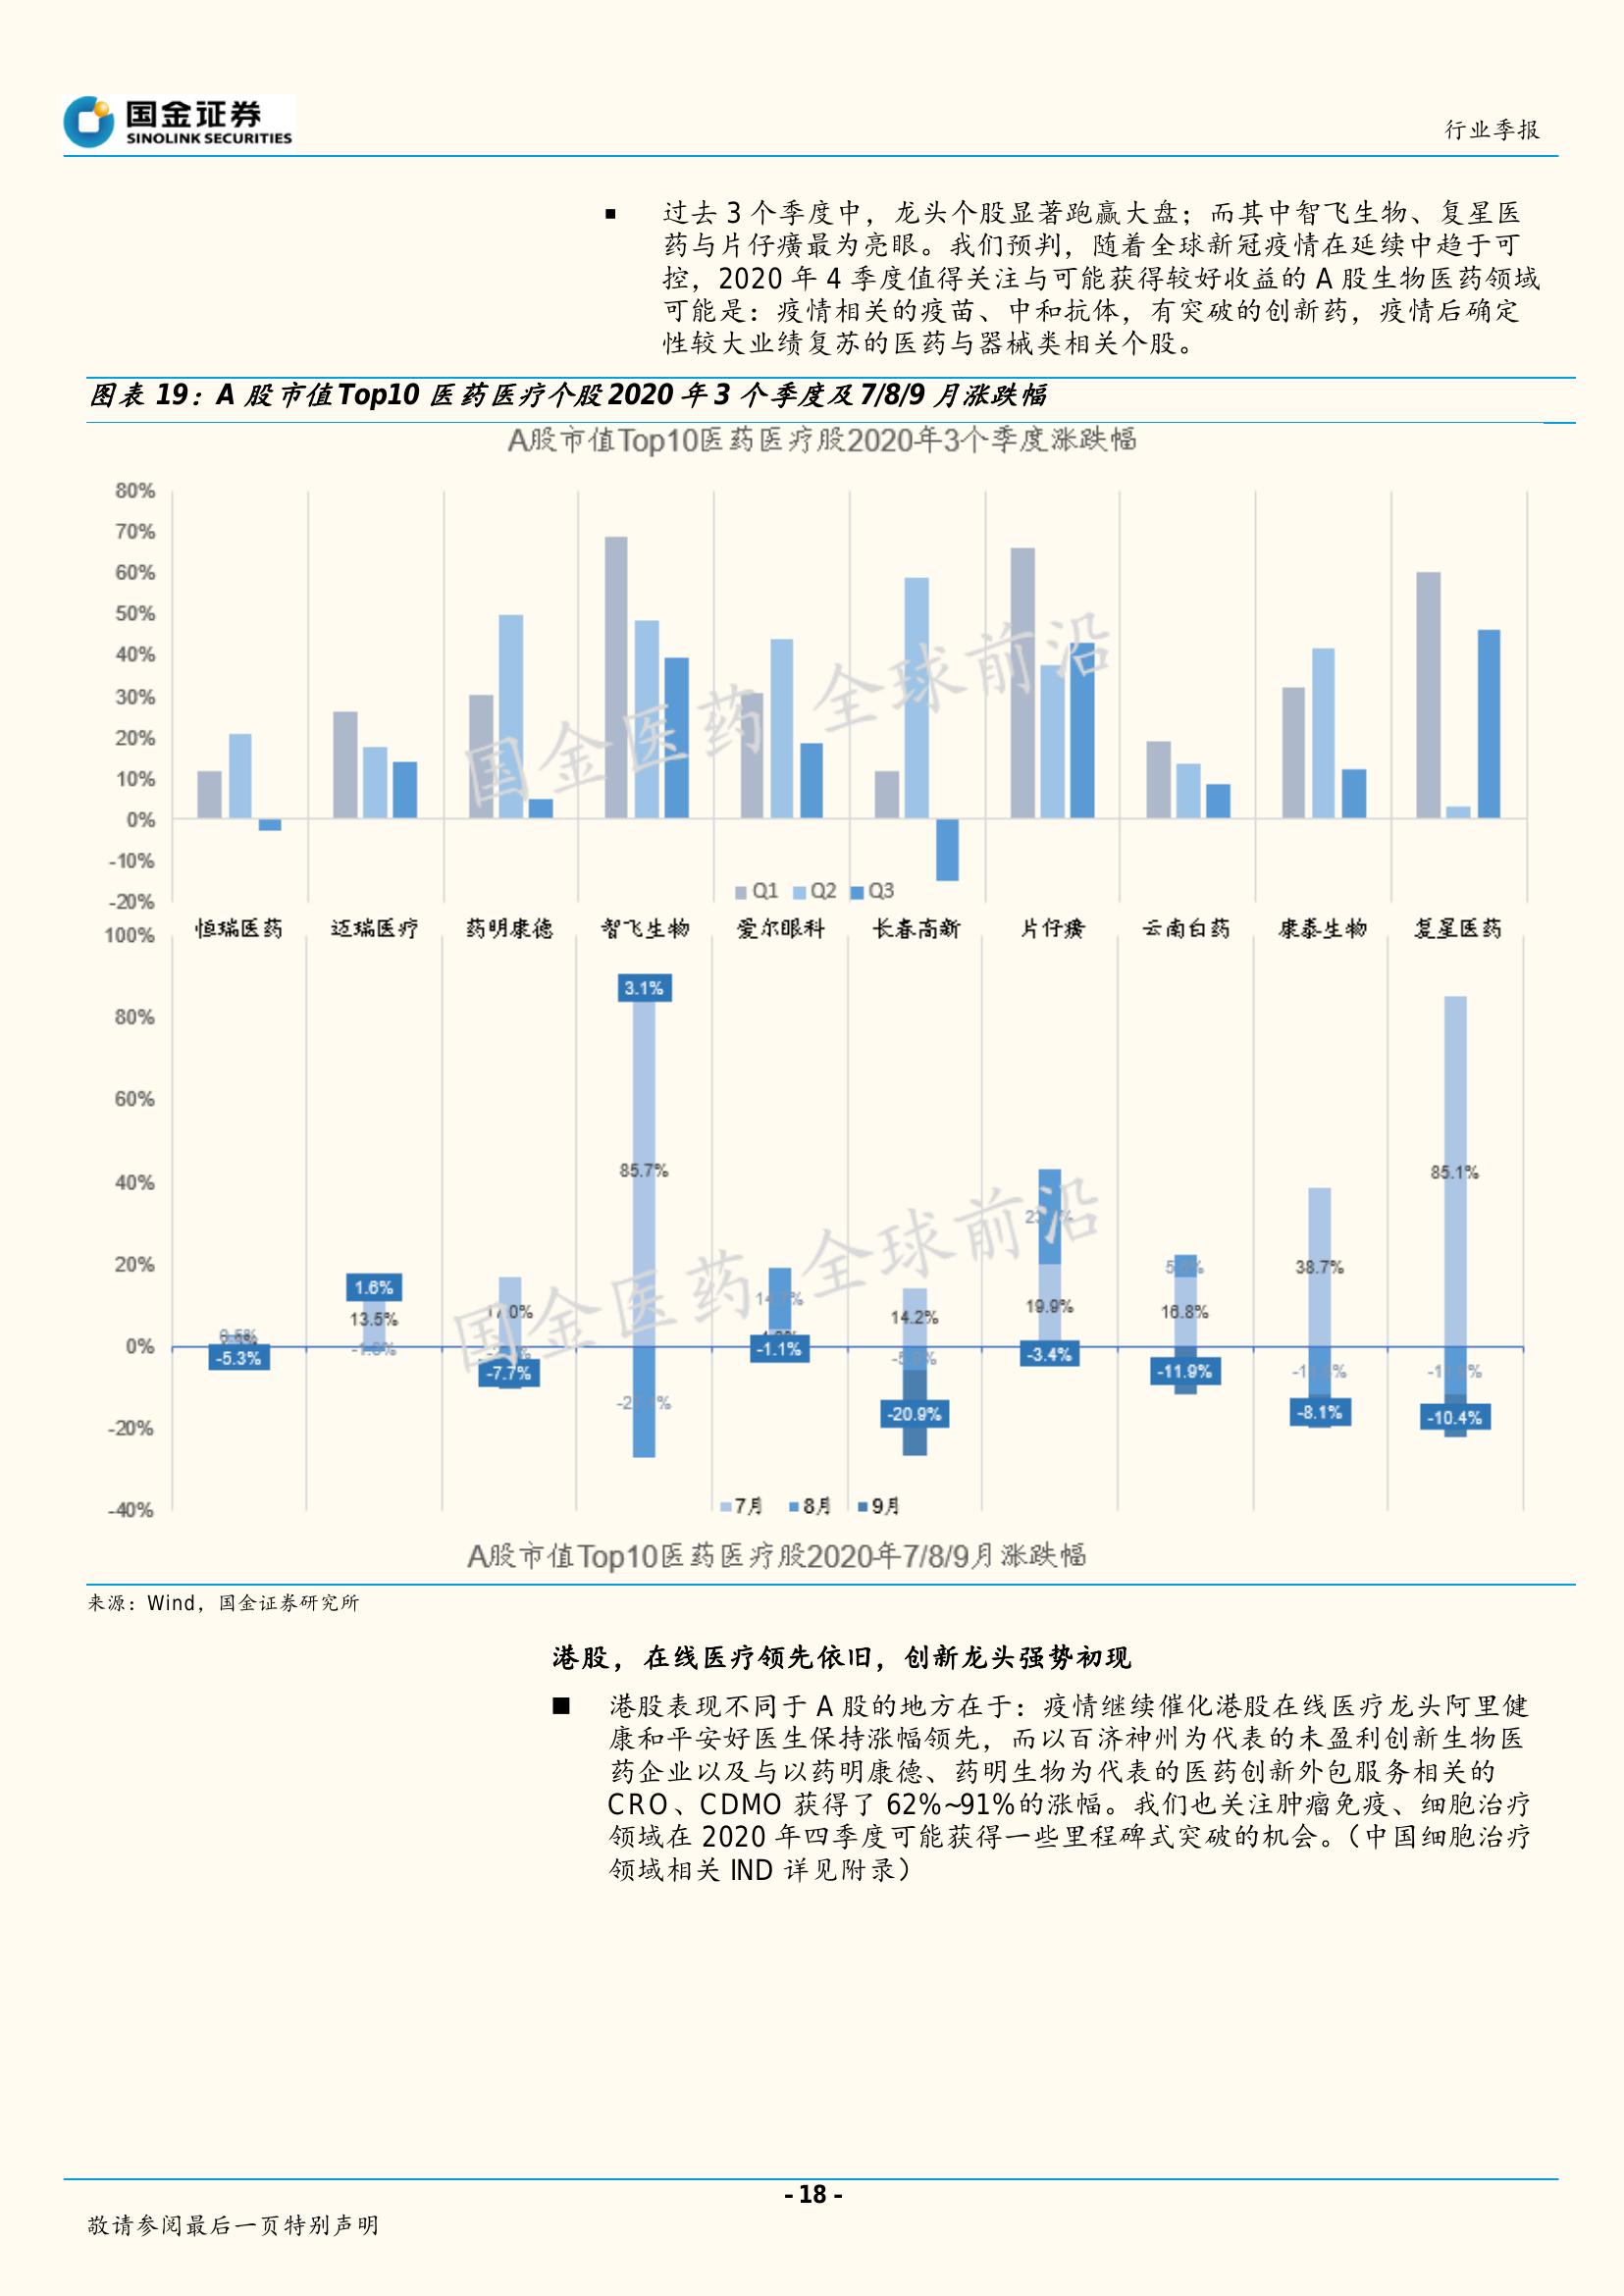 国金证券
SINOLINK SECURITIES
行业季报
■ 过去 3 个季度中，龙头个股显著跑赢大盘；而其中智飞生物、复星医
药与片仔癀最为亮眼。我们预判，随着全球新冠疫情在延续中趋于可
控，2020 年 4 季度值得关注与可能获得较好收益的 A 股生物医药领域
可能是：疫情相关的疫苗、中和抗体，有突破的创新药，疫情后确定
性较大业绩复苏的医药与器械类相关个股。
图表 19：A 股市值 Top10 医药医疗个股 2020 年 3 个季度及 7/8/9 月涨跌幅
A股市值Top10医药医疗股2020年3个季度涨跌幅
80%
70%
60%
50%
40%
30%
20%
10%
0%
-10%
-20%
国金医药 全球前沿
Q1 Q2 Q3
恒瑞医药 迈瑞医疗 药明康德 智飞生物 爱尔眼科 长春高新 片仔癀 云南白药 康泰生物 复星医药
100%
80%
60%
40%
20%
0%
-20%
-40%
3.1%
85.7%
85.1%
1.6%
13.5%
14.2%
19.9%
16.8%
38.7%
-5.3%
-7.7%
-1.1%
-20.9%
-3.4%
-11.9%
-8.1%
-10.4%
国金医药 全球前沿
7月 8月 9月
A股市值Top10医药医疗股2020年7/8/9月涨跌幅
来源：Wind，国金证券研究所
港股，在线医疗领先依旧，创新龙头强势初现
■ 港股表现不同于 A 股的地方在于：疫情继续催化港股在线医疗龙头阿里健
康和平安好医生保持涨幅领先，而以百济神州为代表的未盈利创新生物医
药企业以及与以药明康德、药明生物为代表的医药创新外包服务相关的
CRO、CDMO 获得了 62%~91%的涨幅。我们也关注肿瘤免疫、细胞治疗
领域在 2020 年四季度可能获得一些里程碑式突破的机会。（中国细胞治疗
领域相关 IND 详见附录）
- 18 -
敬请参阅最后一页特别声明